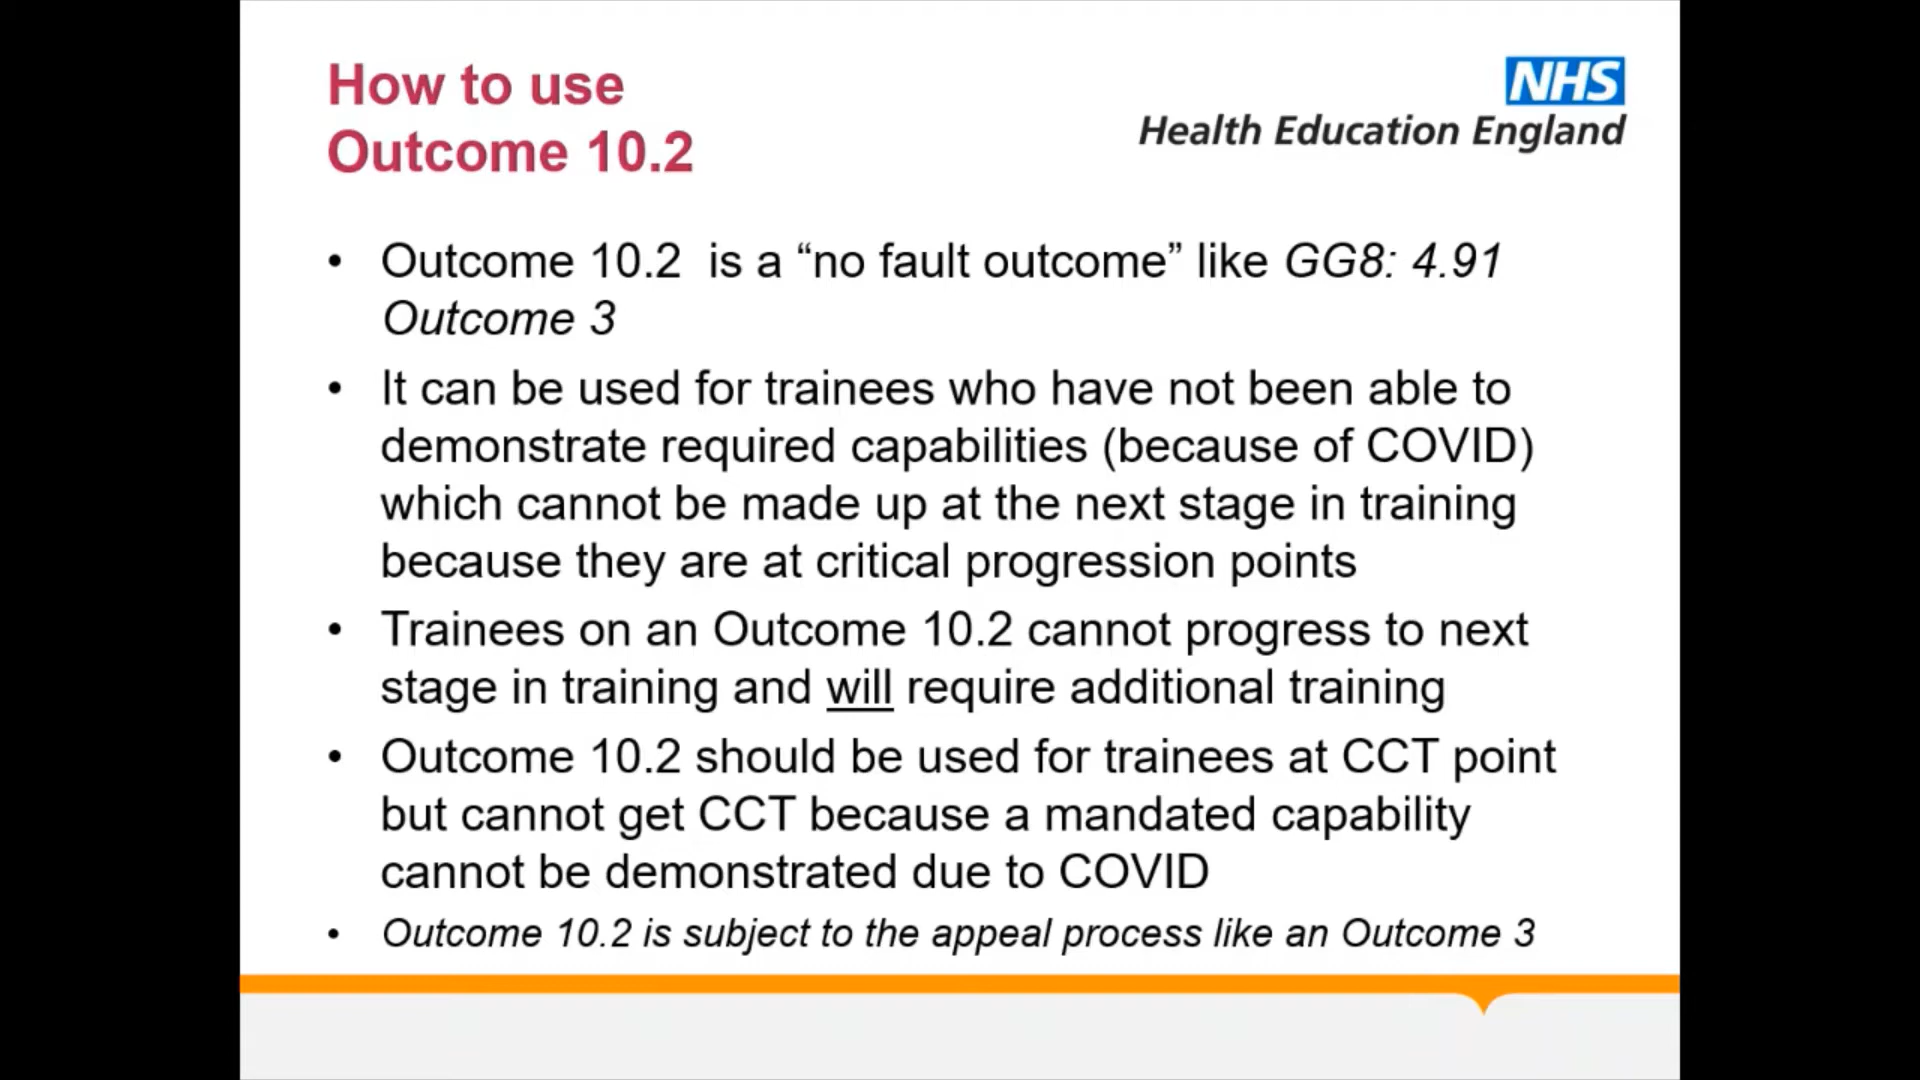 How to use
Outcome 10.2
NHS
Health Education England
• Outcome 10.2 is a “no fault outcome” like GG8: 4.91
Outcome 3
• It can be used for trainees who have not been able to
demonstrate required capabilities (because of COVID)
which cannot be made up at the next stage in training
because they are at critical progression points
• Trainees on an Outcome 10.2 cannot progress to next
stage in training and will require additional training
• Outcome 10.2 should be used for trainees at CCT point
but cannot get CCT because a mandated capability
cannot be demonstrated due to COVID
• Outcome 10.2 is subject to the appeal process like an Outcome 3